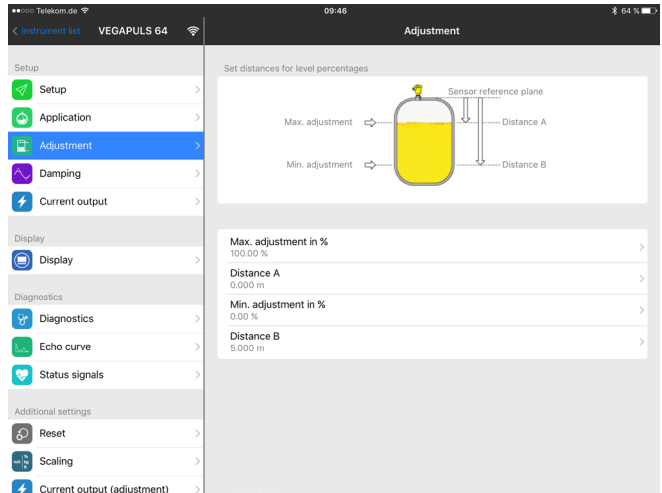 Telekom.de
09:46
64 %
Instrument list
VEGAPULS 64
Adjustment
Setup
Setup
Application
Adjustment
Damping
Current output
Display
Display
Diagnostics
Diagnostics
Echo curve
Status signals
Additional settings
Reset
Scaling
Current output (adjustment)
Set distances for level percentages
Sensor reference plane
Max. adjustment
Distance A
Min. adjustment
Distance B
Max. adjustment in %
100.00 %
Distance A
0.000 m
Min. adjustment in %
0.00 %
Distance B
5.000 m